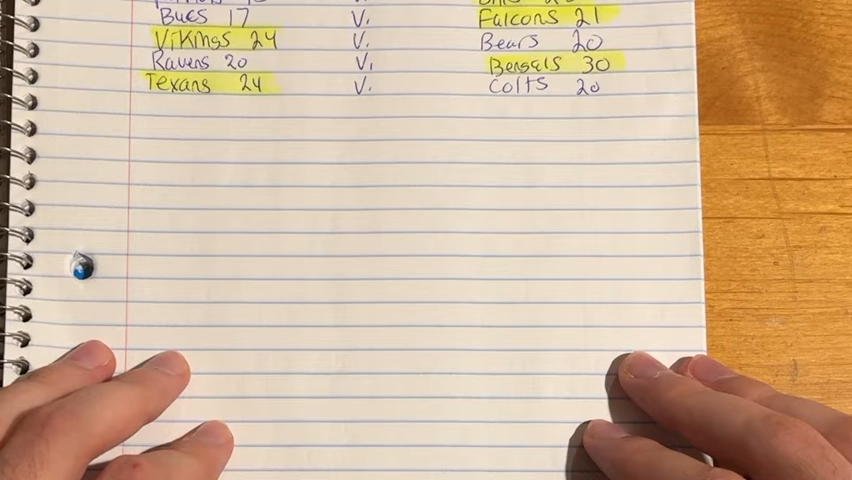 Bucs 17 V. Falcons 21
Vikings 24 V. Bears 20
Ravens 20 V. Bengals 30
Texans 24 V. Colts 20